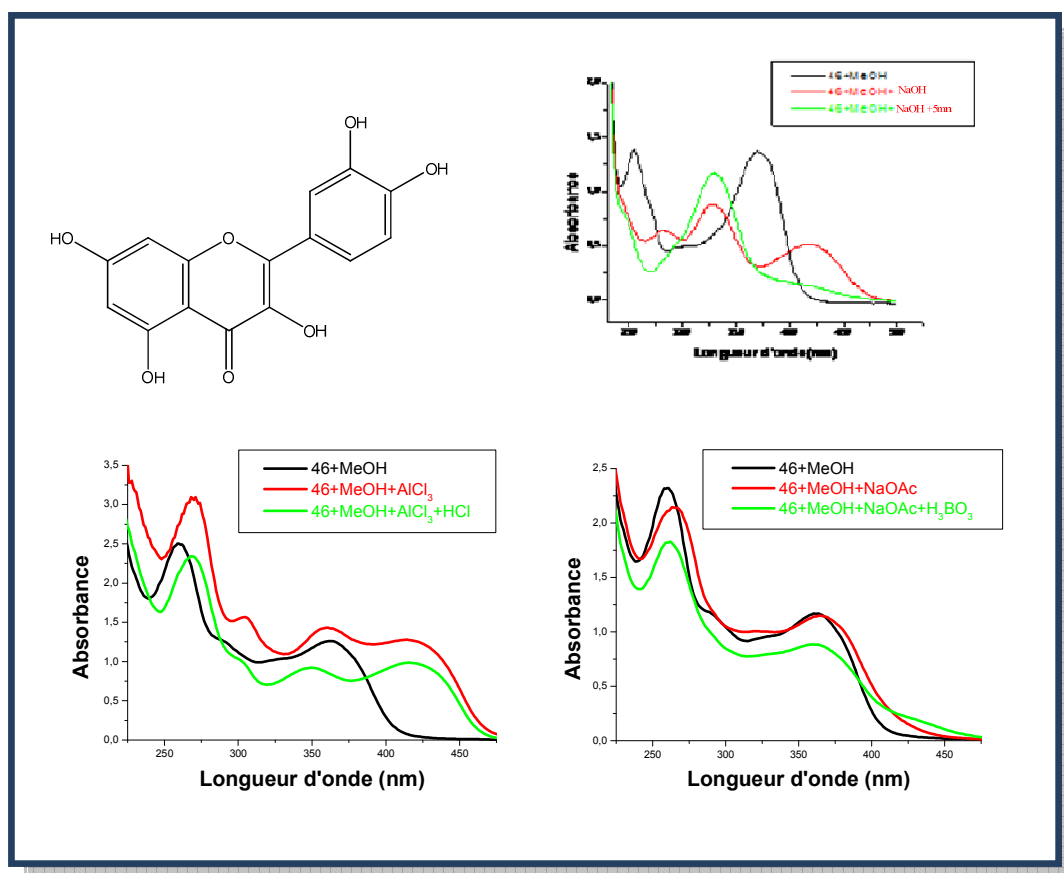 OH
OH
HO
O
OH
OH
O
46+MeOH
46+MeOH+ NaOH
46+MeOH+ NaOH +5mn
Absorbance
Longueur d'onde(nm)
46+MeOH
46+MeOH+AlCl₃
46+MeOH+AlCl₃+HCl
3,5
3,0
2,5
2,0
1,5
1,0
0,5
0,0
Absorbance
250 300 350 400 450
Longueur d'onde (nm)
46+MeOH
46+MeOH+NaOAc
46+MeOH+NaOAc+H₃BO₃
2,5
2,0
1,5
1,0
0,5
0,0
Absorbance
250 300 350 400 450
Longueur d'onde (nm)